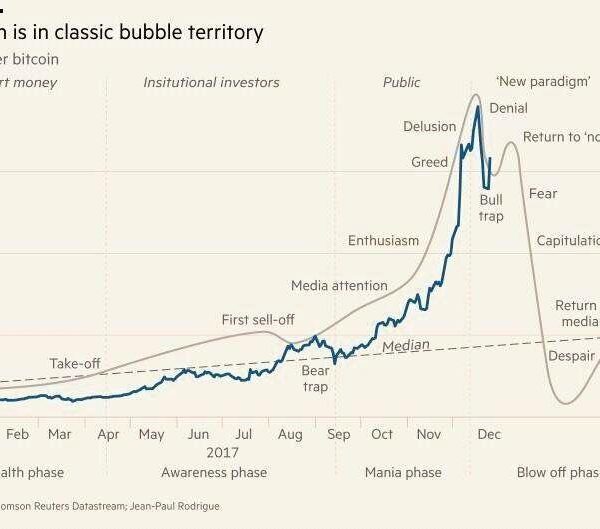 n is in classic bubble territory
er bitcoin
rt money
Insitutional investors
Public
'New paradigm'
Denial
Delusion
Return to 'no
Greed
Fear
Bull
trap
Enthusiasm
Capitulatio
Media attention
Return
media
First sell-off
Median
Take-off
Despair
Bear
trap
Feb Mar Apr May Jun Jul Aug Sep Oct Nov Dec
2017
alth phase Awareness phase Mania phase Blow off phas
omson Reuters Datastream; Jean-Paul Rodrigue